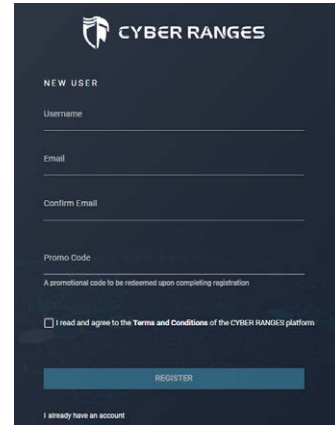 CYBER RANGES
NEW USER
Username
Email
Confirm Email
Promo Code
A promotional code to be redeemed upon completing registration
I read and agree to the Terms and Conditions of the CYBER RANGES platform
REGISTER
I already have an account